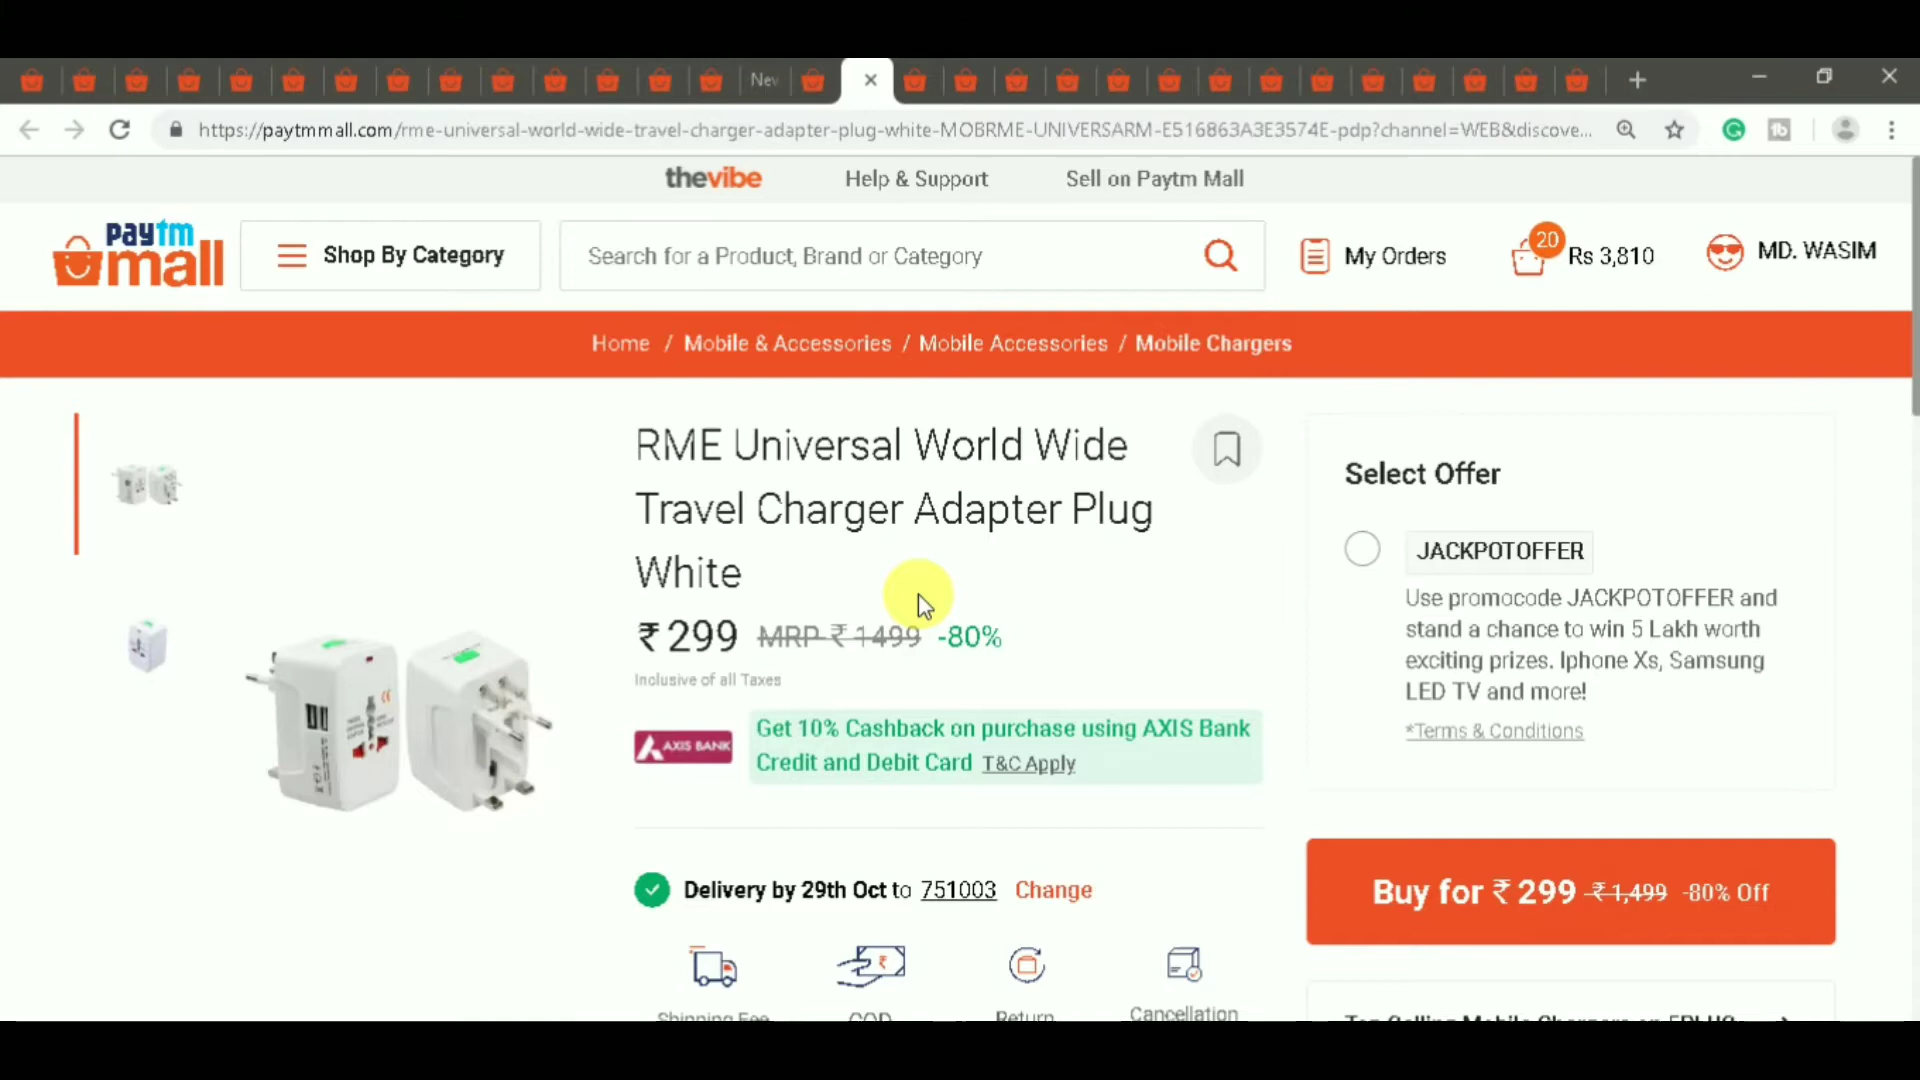 Nev
https://paytmmall.com/rme-universal-world-wide-travel-charger-adapter-plug-white-MOBRME-UNIVERSARM-E516863A3E3574E-pdp?channel=WEB&discove...
thevibe
Help & Support
Sell on Paytm Mall
paytm
mall
Shop By Category
Search for a Product, Brand or Category
My Orders
20
Rs 3,810
MD. WASIM
Home / Mobile & Accessories / Mobile Accessories / Mobile Chargers
RME Universal World Wide
Travel Charger Adapter Plug
White
₹299 MRP ₹1499 -80%
Inclusive of all Taxes
AXIS BANK
Get 10% Cashback on purchase using AXIS Bank
Credit and Debit Card T&C Apply
Delivery by 29th Oct to 751003 Change
Shipping Fee
COD
Return
Cancellation
Select Offer
JACKPOTOFFER
Use promocode JACKPOTOFFER and
stand a chance to win 5 Lakh worth
exciting prizes. Iphone Xs, Samsung
LED TV and more!
*Terms & Conditions
Buy for ₹299 ₹1,499 -80% Off